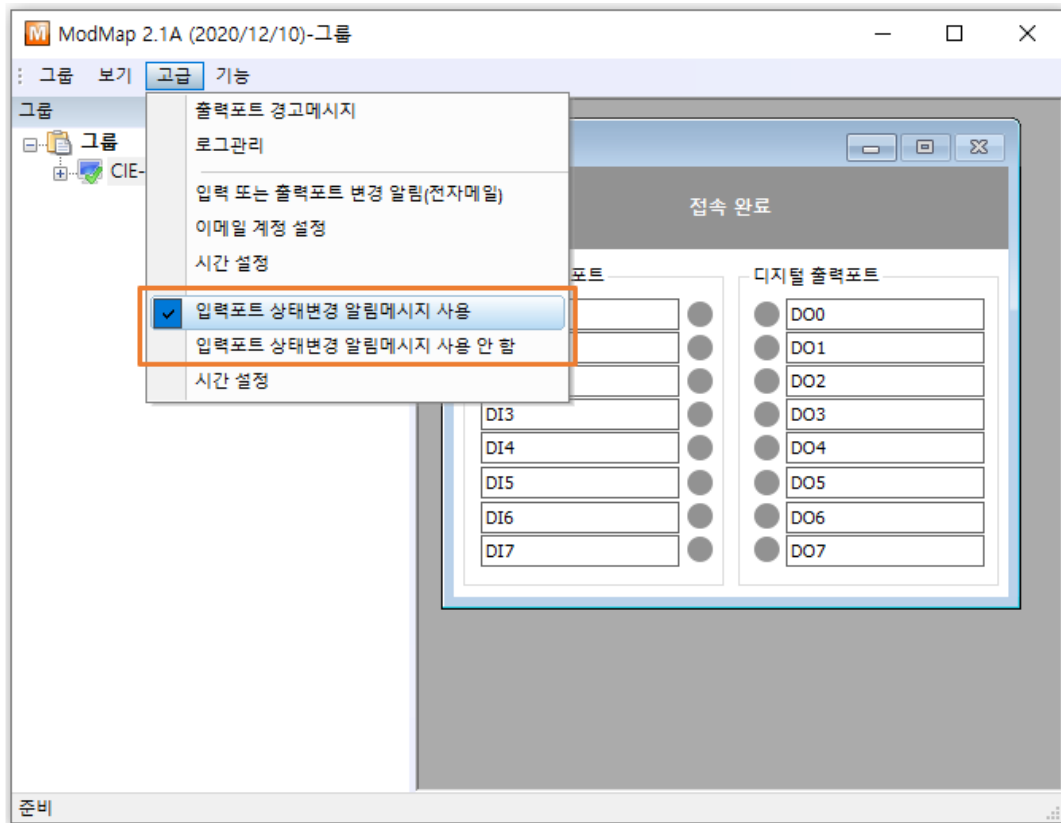 ModMap 2.1A (2020/12/10)-그룹
그룹 보기 고급 기능
그룹
그룹
CIE-
출력포트 경고메시지
로그관리
입력 또는 출력포트 변경 알림(전자메일)
이메일 계정 설정
시간 설정
입력포트 상태변경 알림메시지 사용
입력포트 상태변경 알림메시지 사용 안 함
시간 설정
접속 완료
포트
디지털 출력포트
DO0
DO1
DO2
DI3
DO3
DI4
DO4
DI5
DO5
DI6
DO6
DI7
DO7
준비